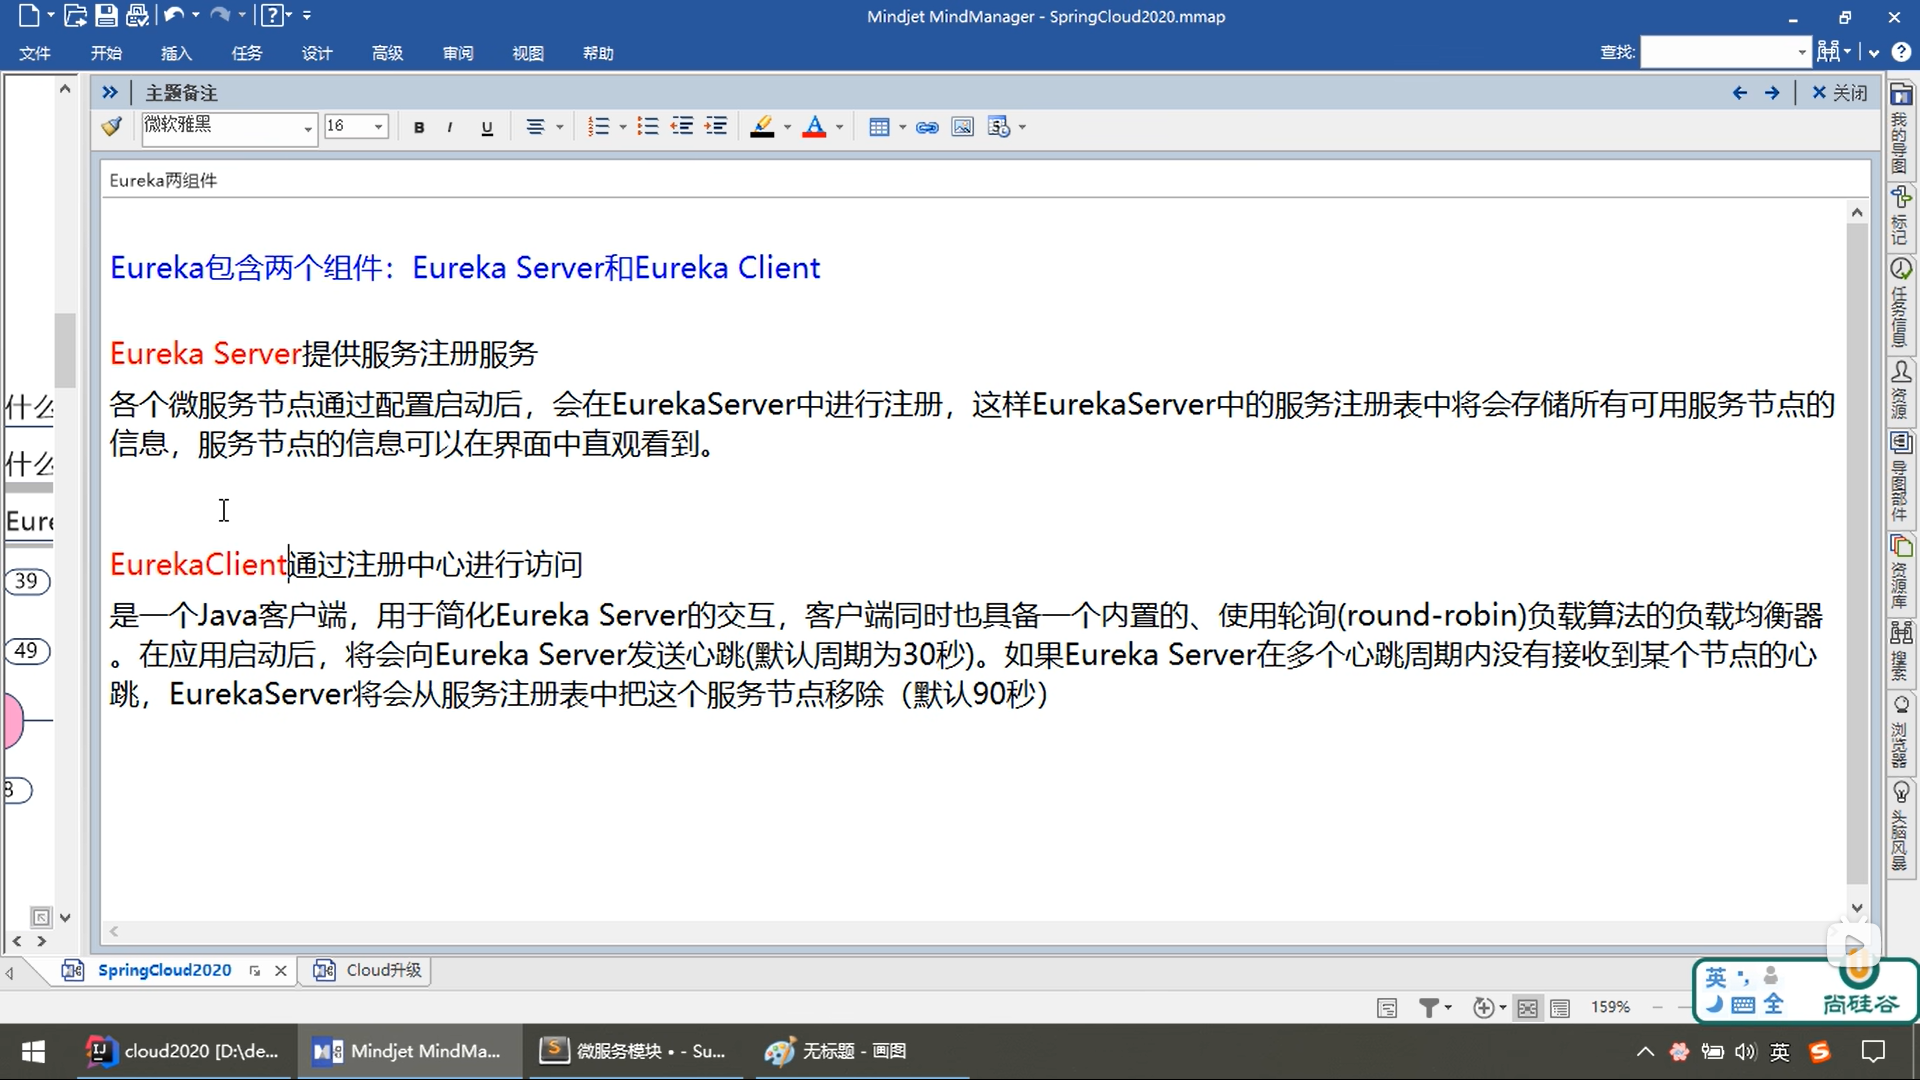 Mindjet MindManager - SpringCloud2020.mmap
文件 开始 插入 任务 设计 高级 审阅 视图 帮助 查找:
主题备注 关闭
微软雅黑 16 B I U
Eureka两组件
Eureka包含两个组件：Eureka Server和Eureka Client
Eureka Server提供服务注册服务
各个微服务节点通过配置启动后，会在EurekaServer中进行注册，这样EurekaServer中的服务注册表中将会存储所有可用服务节点的
信息，服务节点的信息可以在界面中直观看到。
EurekaClient通过注册中心进行访问
是一个Java客户端，用于简化Eureka Server的交互，客户端同时也具备一个内置的、使用轮询(round-robin)负载算法的负载均衡器
。在应用启动后，将会向Eureka Server发送心跳(默认周期为30秒)。如果Eureka Server在多个心跳周期内没有接收到某个节点的心
跳，EurekaServer将会从服务注册表中把这个服务节点移除（默认90秒）
什么
什么
Eure
39
49
8
我的导图
标记
任务信息
资源
导图部件
资源库
搜索
浏览器
头脑风暴
SpringCloud2020 Cloud升级
159%
英
全
尚硅谷
cloud2020 [D:\de... Mindjet MindMa... 微服务模块 • - Su... 无标题 - 画图 英